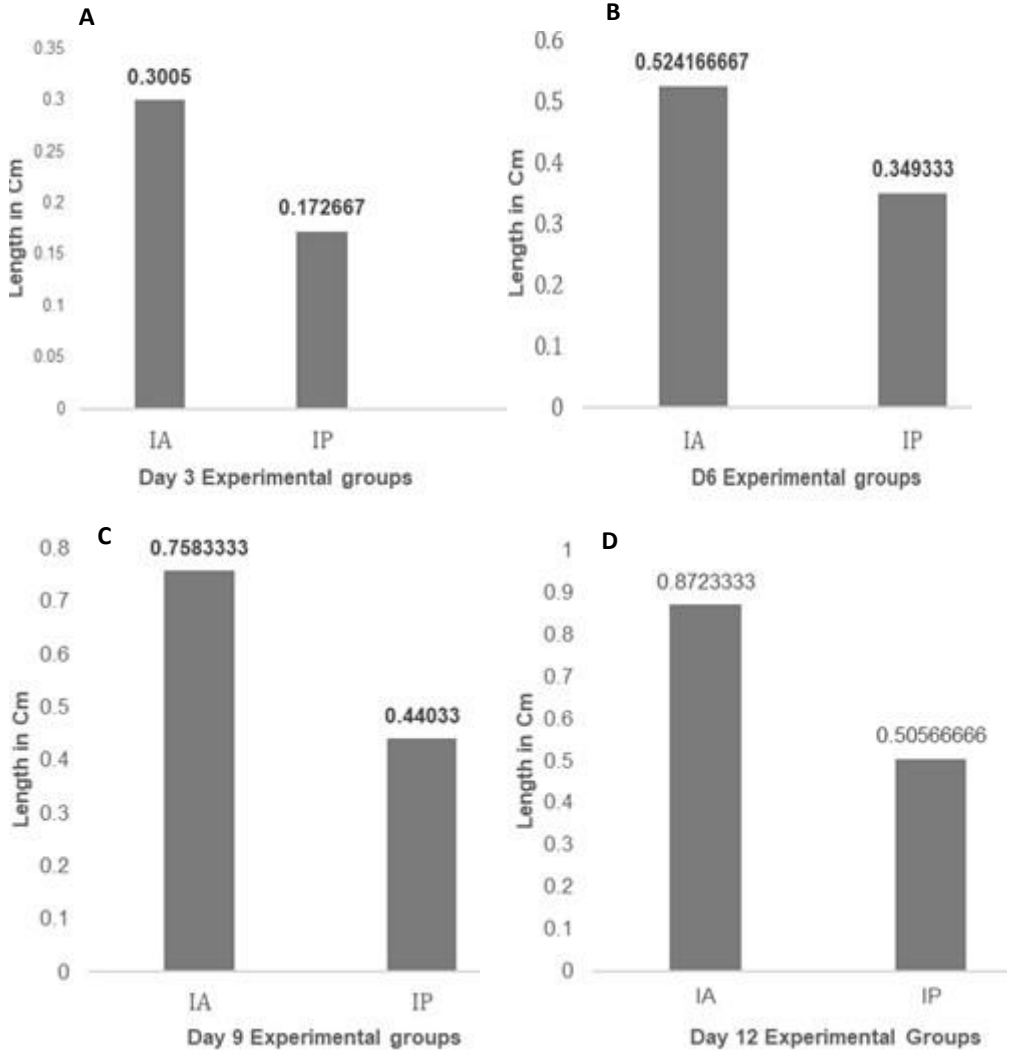 A
Length in Cm
0.35
0.3
0.25
0.2
0.15
0.1
0.05
0
0.3005
0.172667
IA
IP
Day 3 Experimental groups
B
Length in Cm
0.6
0.5
0.4
0.3
0.2
0.1
0
0.524166667
0.349333
IA
IP
D6 Experimental groups
C
Length in Cm
0.8
0.7
0.6
0.5
0.4
0.3
0.2
0.1
0
0.7583333
0.44033
IA
IP
Day 9 Experimental groups
D
Length in Cm
1
0.9
0.8
0.7
0.6
0.5
0.4
0.3
0.2
0.1
0
0.8723333
0.50566666
IA
IP
Day 12 Experimental Groups